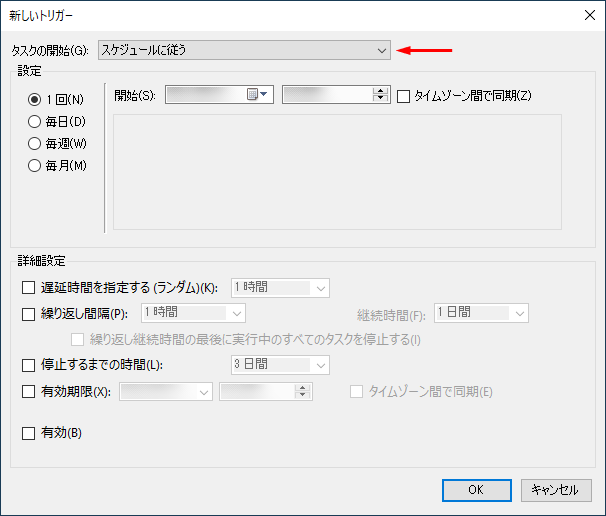 新しいトリガー
タスクの開始(G): スケジュールに従う
設定
1 回(N) 開始(S): タイムゾーン間で同期(Z)
毎日(D)
毎週(W)
毎月(M)
詳細設定
遅延時間を指定する (ランダム)(K): 1 時間
繰り返し間隔(P): 1 時間 継続時間(F): 1 日間
繰り返し継続時間の最後に実行中のすべてのタスクを停止する(I)
停止するまでの時間(L): 3 日間
有効期限(X): タイムゾーン間で同期(E)
有効(B)
OK キャンセル